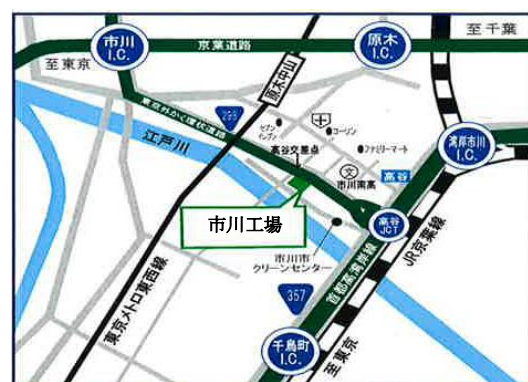 至千葉
市川
I.C.
京葉道路
原木
I.C.
至東京
原木中山
東京外かく環状道路
298
江戸川
セブン
イレブン
コーリン
高谷交差点
ファミリーマート
湾岸市川
I.C.
文
市川南高
高谷
市川工場
高谷
JCT
市川市
クリーンセンター
JR京葉線
首都高湾岸線
357
東京メトロ東西線
千鳥町
I.C.
至東京